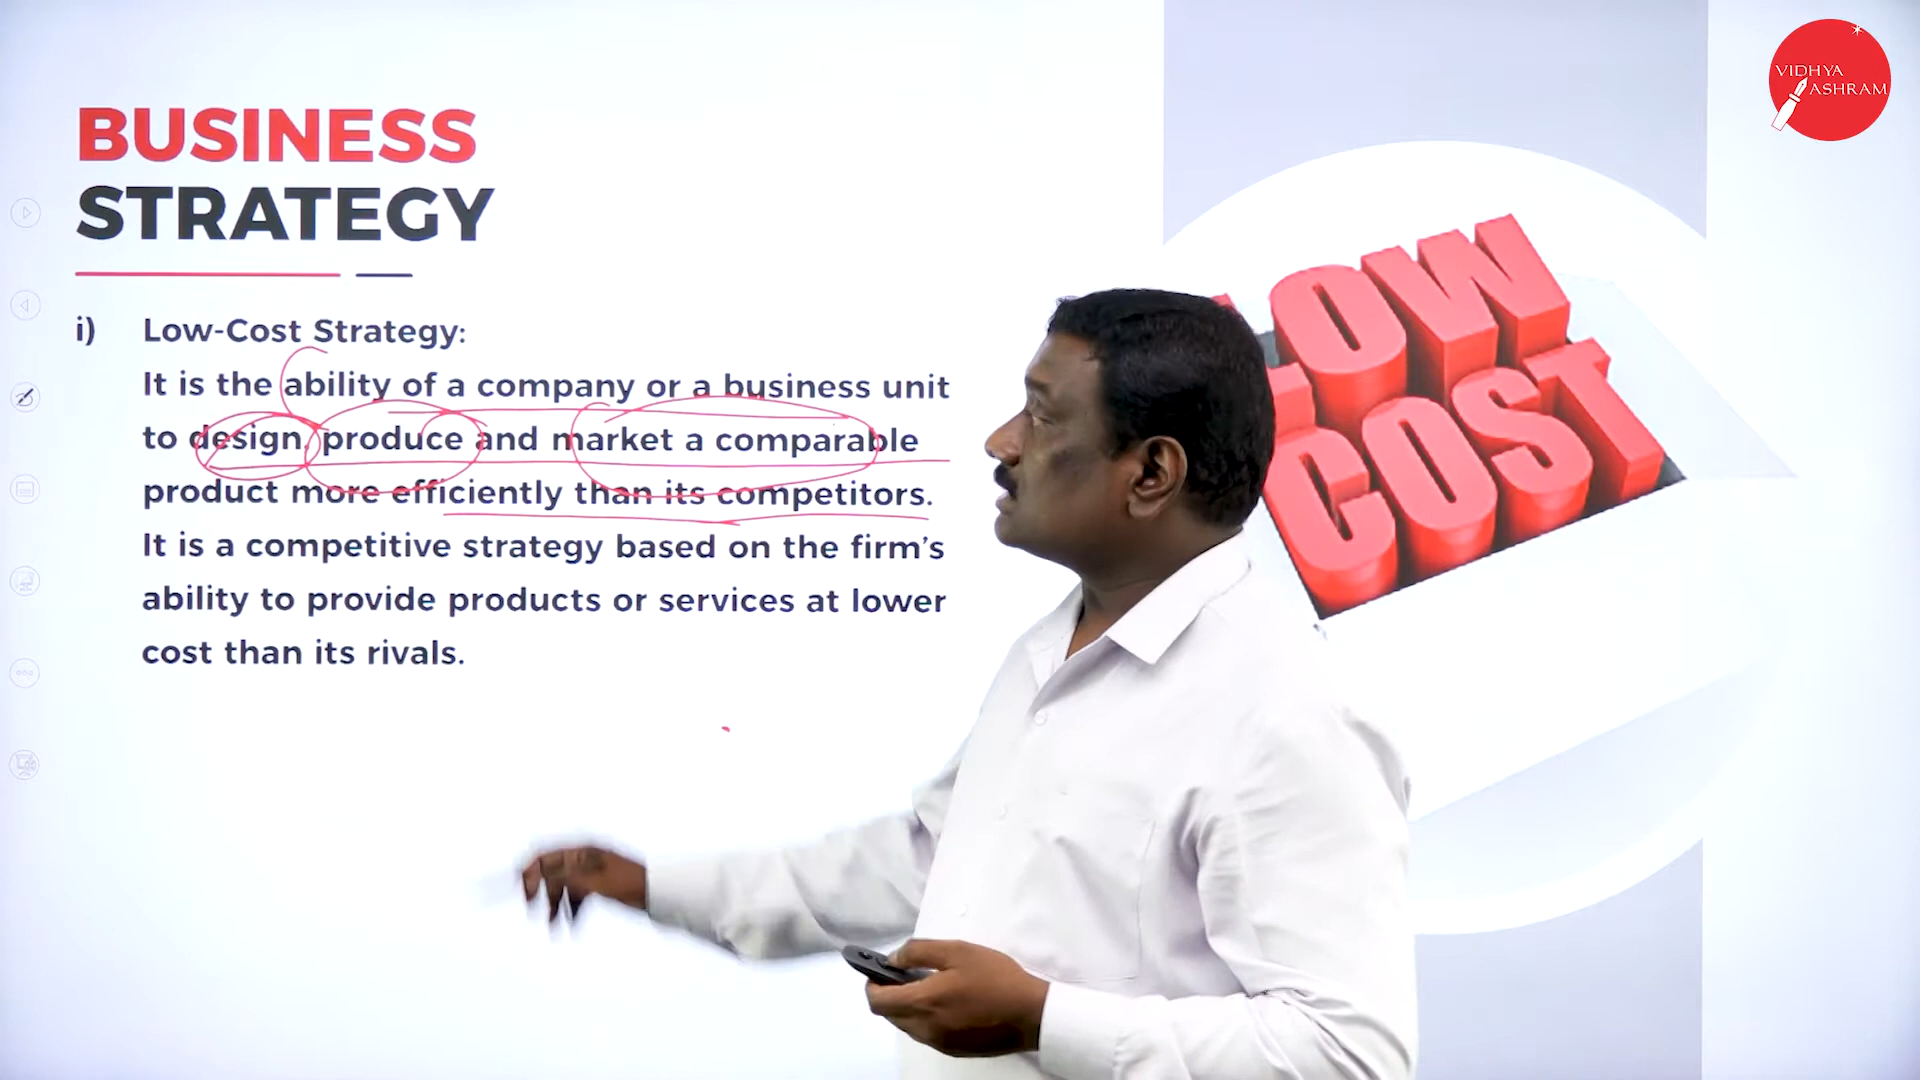 VIDHYA
ASHRAM
BUSINESS
STRATEGY
i) Low-Cost Strategy:
It is the ability of a company or a business unit
to design, produce and market a comparable
product more efficiently than its competitors.
It is a competitive strategy based on the firm's
ability to provide products or services at lower
cost than its rivals.
LOW
COST